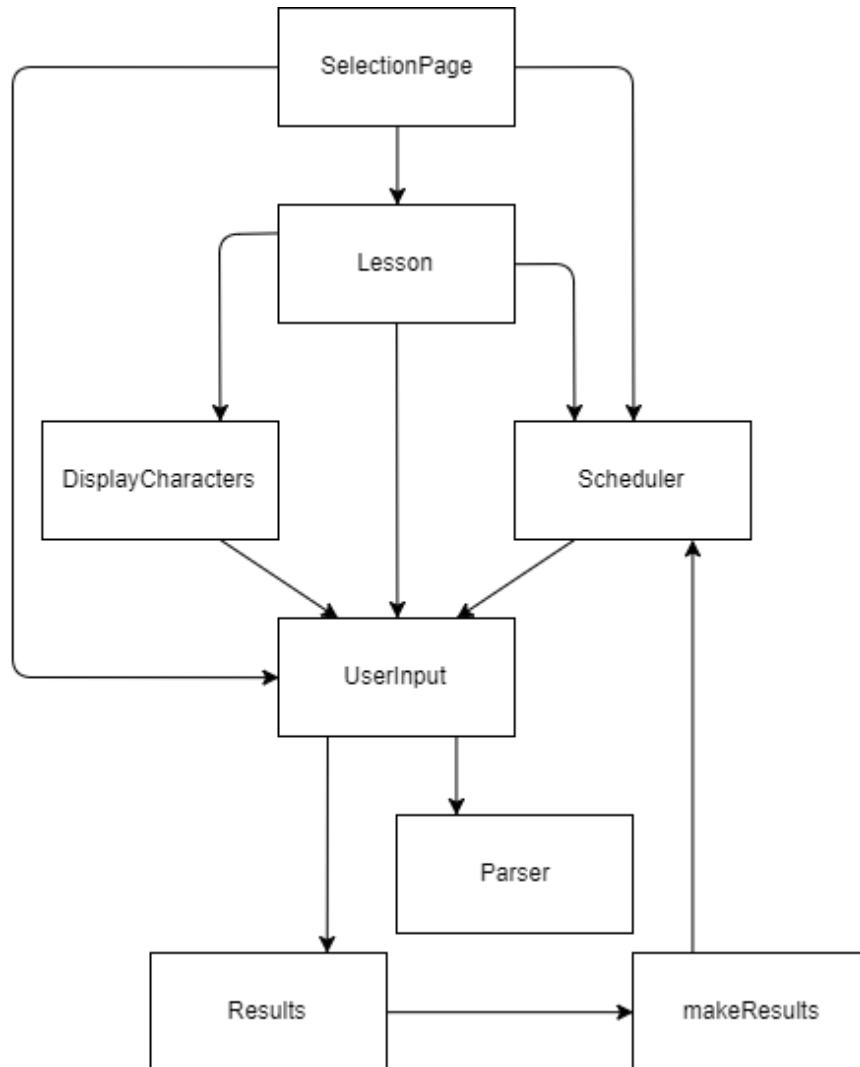 SelectionPage
Lesson
DisplayCharacters
Scheduler
UserInput
Parser
Results
makeResults